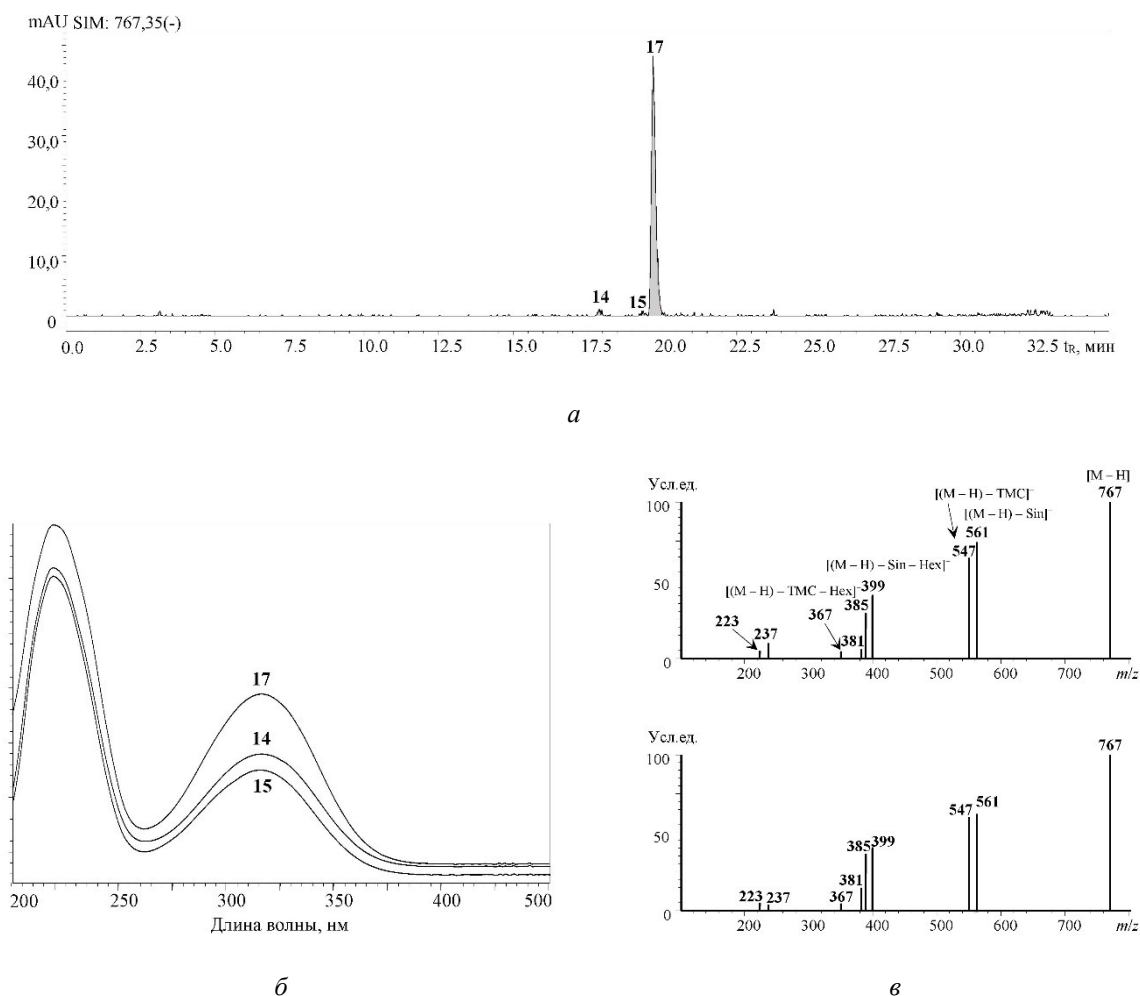 mAU SIM: 767,35(-)
17
40,0
30,0
20,0
10,0
14
15
0
0.0 2.5 5.0 7.5 10.0 12.5 15.0 17.5 20.0 22.5 25.0 27.5 30.0 32.5 tR, мин
а
17
14
15
200 250 300 350 400 450 500
Длина волны, нм
б
Усл.ед.
100
[M – H]
767
[(M – H) – TMC]⁻
[(M – H) – Sin]⁻
561
547
[(M – H) – Sin – Hex]⁻
50
[(M – H) – TMC – Hex]⁻
399
385
223
237
367
381
0
200 300 400 500 600 700 m/z
Усл.ед.
100
767
547
561
50
385
399
381
223
237
367
0
200 300 400 500 600 700 m/z
в